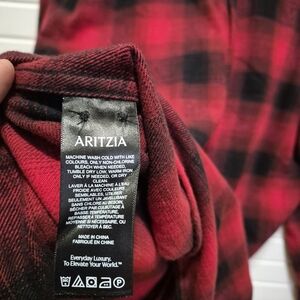 ARITZIA
MACHINE WASH COLD WITH LIKE
COLOURS. ONLY NON-CHLORINE
BLEACH WHEN NEEDED.
TUMBLE DRY LOW. WARM IRON
ONLY IF NEEDED, OR DRY
CLEAN.
LAVER À LA MACHINE À L'EAU
FROIDE AVEC COULEURS
SEMBLABLES. UTILISER
SEULEMENT UN JAVELLISANT
SANS CHLORE AU BESOIN.
SÉCHER PAR CULBUTAGE À
BASSE TEMPÉRATURE.
REPASSER À TEMPÉRATURE
MOYENNE SI NÉCESSAIRE, OU
NETTOYER À SEC.
MADE IN CHINA
FABRIQUÉ EN CHINE
Everyday Luxury.
To Elevate Your World.™